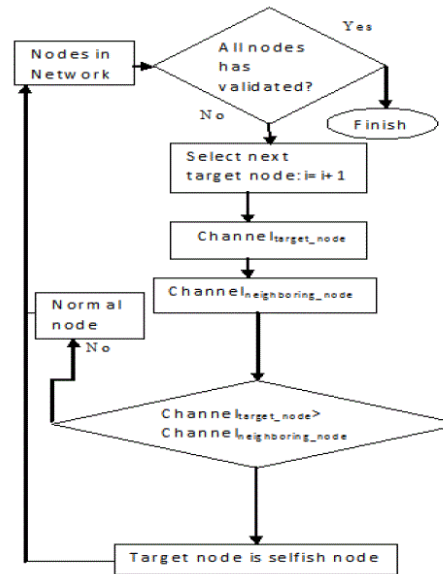 Nodes in
Network
All nodes
has
validated?
Yes
No
Finish
Select next
target node:i=i+1
Channeltarget_node
Channelneighboring_node
Normal
node
No
Channeltarget_node>
Channelneighboring_node
Target node is selfish node